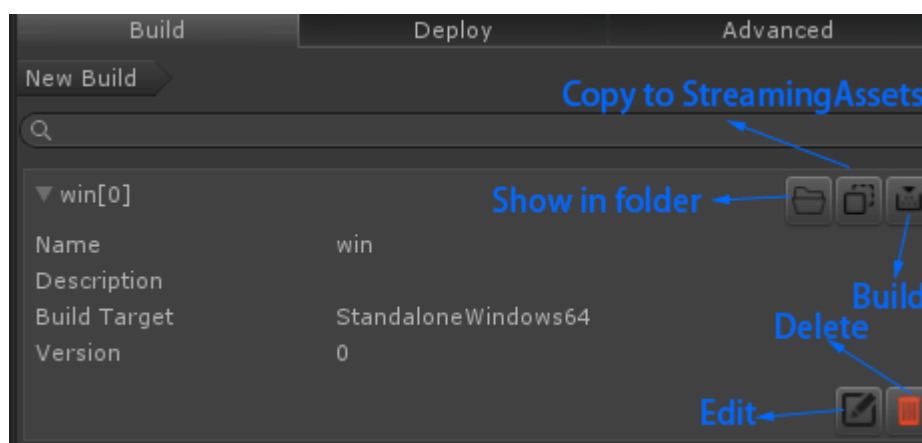 Build Deploy Advanced
New Build
Copy to StreamingAssets
win[0]
Show in folder
Name win
Description
Build
Build Target StandaloneWindows64
Delete
Version 0
Edit